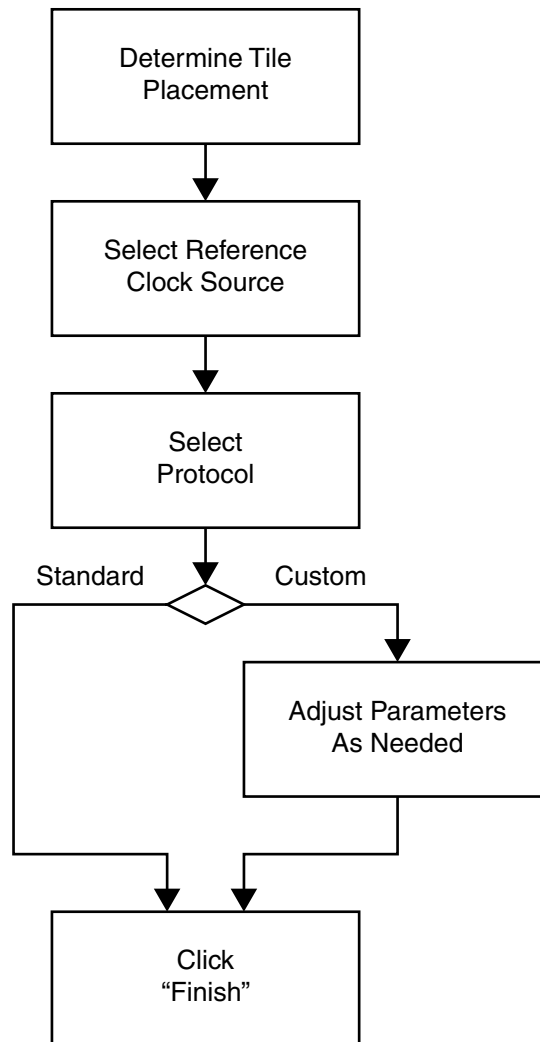 Determine Tile
Placement
Select Reference
Clock Source
Select
Protocol
Standard
Custom
Adjust Parameters
As Needed
Click
“Finish”